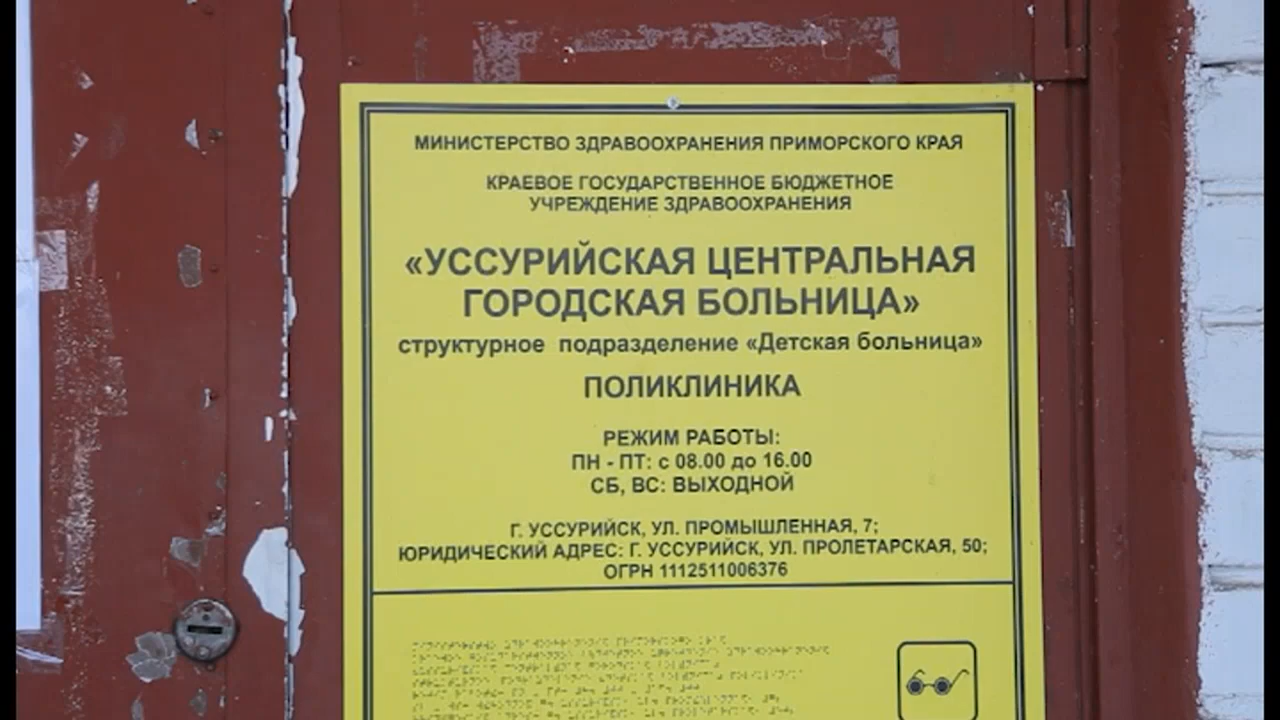 МИНИСТЕРСТВО ЗДРАВООХРАНЕНИЯ ПРИМОРСКОГО КРАЯ
КРАЕВОЕ ГОСУДАРСТВЕННОЕ БЮДЖЕТНОЕ
УЧРЕЖДЕНИЕ ЗДРАВООХРАНЕНИЯ
«УССУРИЙСКАЯ ЦЕНТРАЛЬНАЯ
ГОРОДСКАЯ БОЛЬНИЦА»
структурное подразделение «Детская больница»
ПОЛИКЛИНИКА
РЕЖИМ РАБОТЫ:
ПН - ПТ: с 08.00 до 16.00
СБ, ВС: ВЫХОДНОЙ
Г. УССУРИЙСК, УЛ. ПРОМЫШЛЕННАЯ, 7;
ЮРИДИЧЕСКИЙ АДРЕС: Г. УССУРИЙСК, УЛ. ПРОЛЕТАРСКАЯ, 50;
ОГРН 1112511006376